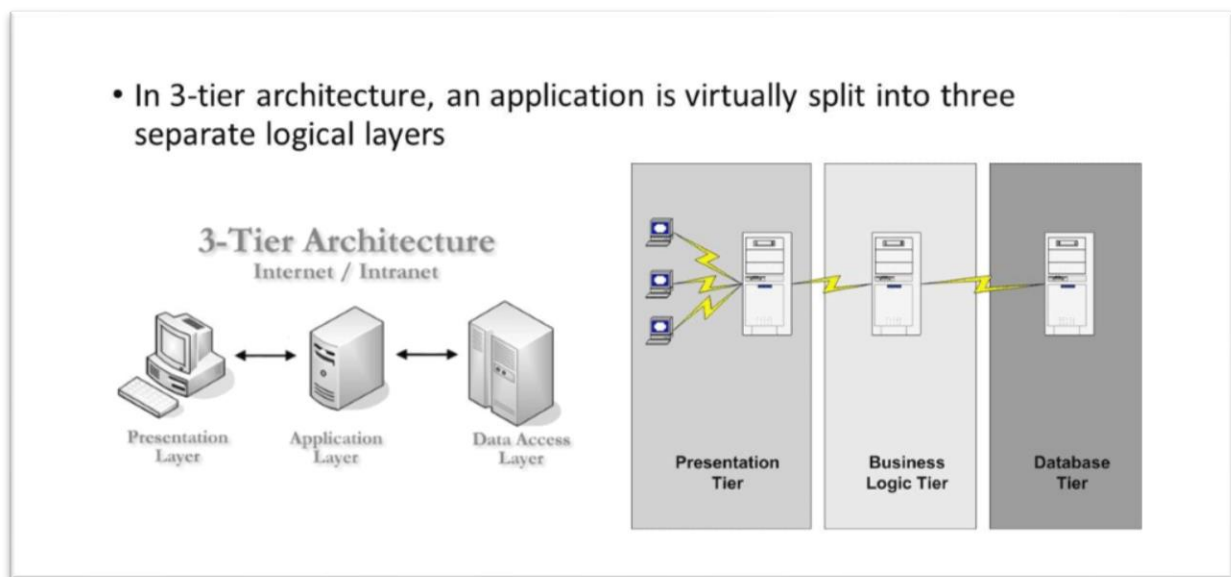 • In 3-tier architecture, an application is virtually split into three
separate logical layers
3-Tier Architecture
Internet / Intranet
Presentation
Layer
Application
Layer
Data Access
Layer
Presentation
Tier
Business
Logic Tier
Database
Tier